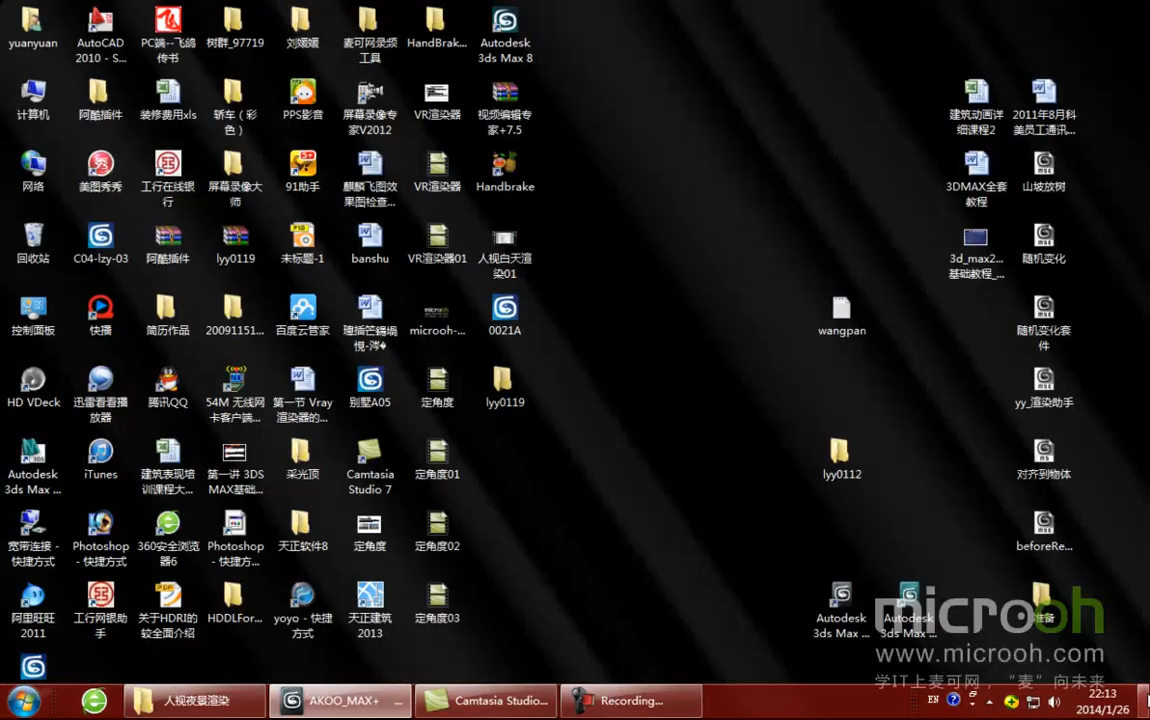 yuanyuan
AutoCAD
2010 - S...
PC端--飞鸽
传书
树群_97719
刘媛媛
麦可网录频
工具
HandBrak...
Autodesk
3ds Max 8
计算机
阿酷插件
装修费用xls
轿车（彩
色）
PPS影音
屏幕录像专
家V2012
VR渲染器
视频编辑专
家+7.5
建筑动画详
细课程2
2011年8月科
美员工通讯...
网络
美图秀秀
工行在线银
行
屏幕录像大
师
91助手
麒麟飞图效
果图检查...
VR渲染器
Handbrake
3DMAX全套
教程
山坡放树
回收站
C04-lzy-03
阿酷插件
lyy0119
未标题-1
banshu
VR渲染器01
人视白天渲
染01
3d_max2...
基础教程_...
随机变化
控制面板
快播
简历作品
20091151...
百度云管家
microoh-...
0021A
wangpan
随机变化套
件
HD VDeck
迅雷看看播
放器
腾讯QQ
54M 无线网
卡客户端...
第一节 Vray
渲染器的...
别墅A05
定角度
lyy0119
yy_渲染助手
Autodesk
3ds Max ...
iTunes
建筑表现培
训课程大...
第一讲 3DS
MAX基础...
采光顶
Camtasia
Studio 7
定角度01
lyy0112
对齐到物体
宽带连接 -
快捷方式
Photoshop
- 快捷方式
360安全浏览
器6
Photoshop
- 快捷方...
天正软件8
定角度
定角度02
beforeRe...
阿里旺旺
2011
工行网银助
手
关于HDRI的
较全面介绍
HDDLFor...
yoyo - 快捷
方式
天正建筑
2013
定角度03
Autodesk
3ds Max ...
Autodesk
3ds Max ...
准备
microoh
www.microoh.com
学IT上麦可网，“麦”向未来
人视夜景渲染
AKOO_MAX+ ...
Camtasia Studio...
Recording...
EN
22:13
2014/1/26